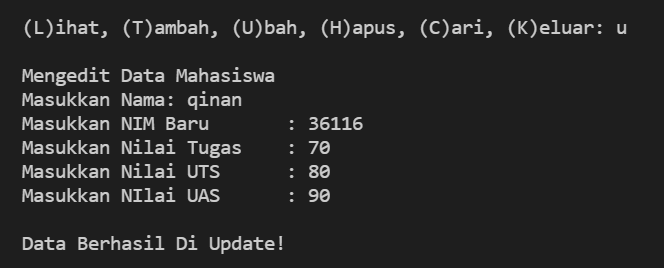 (L)ihat, (T)ambah, (U)bah, (H)apus, (C)ari, (K)eluar: u
Mengedit Data Mahasiswa
Masukkan Nama: qinan
Masukkan NIM Baru : 36116
Masukkan Nilai Tugas : 70
Masukkan Nilai UTS : 80
Masukkan NIlai UAS : 90
Data Berhasil Di Update!